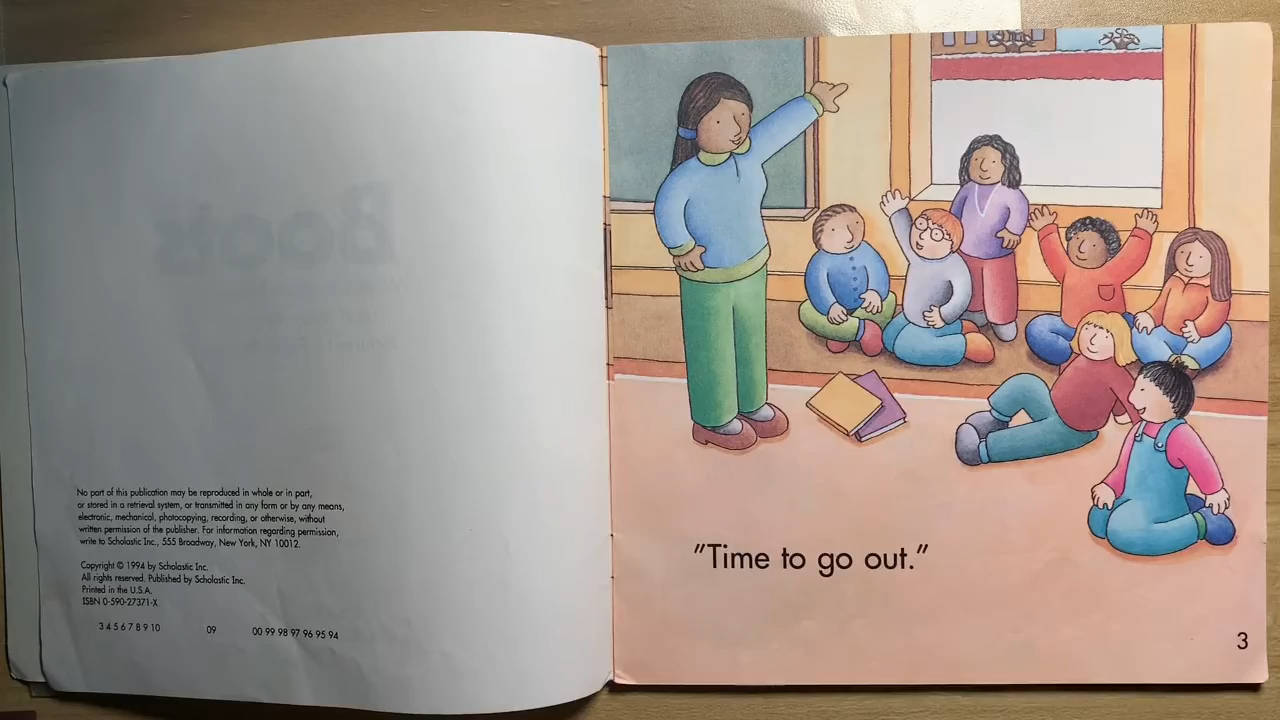 No part of this publication may be reproduced in whole or in part,
or stored in a retrieval system, or transmitted in any form or by any means,
electronic, mechanical, photocopying, recording, or otherwise, without
written permission of the publisher. For information regarding permission,
write to Scholastic Inc., 555 Broadway, New York, NY 10012.
Copyright © 1994 by Scholastic Inc.
All rights reserved. Published by Scholastic Inc.
Printed in the U.S.A.
ISBN 0-590-27371-X
3 4 5 6 7 8 9 10 09 00 99 98 97 96 95 94
"Time to go out."
3